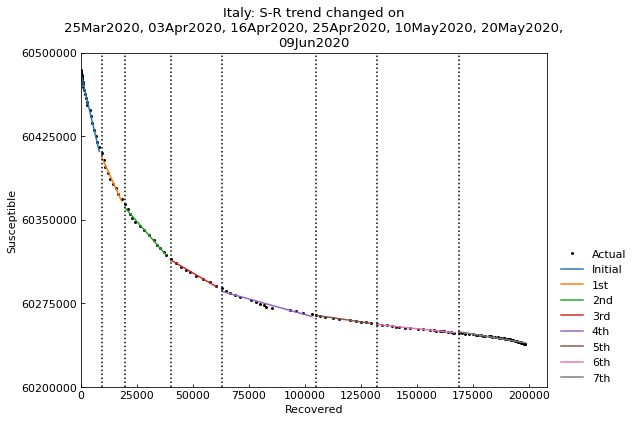 Italy: S-R trend changed on
25Mar2020, 03Apr2020, 16Apr2020, 25Apr2020, 10May2020, 20May2020,
09Jun2020
60500000
60425000
60350000
60275000
60200000
Susceptible
0
25000
50000
75000
100000
125000
150000
175000
200000
Recovered
Actual
Initial
1st
2nd
3rd
4th
5th
6th
7th